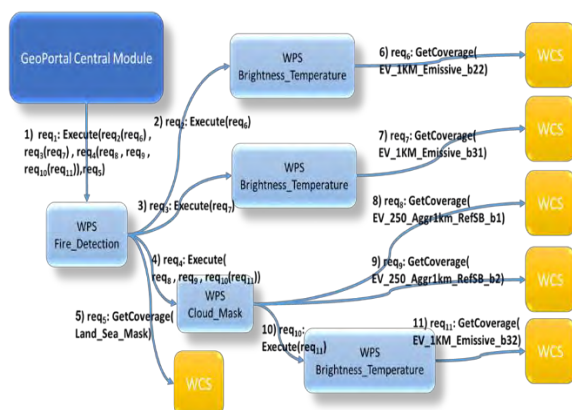 GeoPortal Central Module
1) req1: Execute(req2(req6) ,
req3(req7) , req4(req8 , req9 ,
req10(req11)),req5)
WPS
Fire_Detection
2) req2: Execute(req6)
3) req3: Execute(req7)
4) req4: Execute(
req8 , req9 , req10(req11))
5) req5: GetCoverage(
Land_Sea_Mask)
WCS
WPS
Brightness_Temperature
6) req6: GetCoverage(
EV_1KM_Emissive_b22)
WCS
WPS
Brightness_Temperature
7) req7: GetCoverage(
EV_1KM_Emissive_b31)
WCS
WPS
Cloud_Mask
8) req8: GetCoverage(
EV_250_Aggr1km_RefSB_b1)
WCS
9) req9: GetCoverage(
EV_250_Aggr1km_RefSB_b2)
WCS
10) req10:
Execute(req11)
WPS
Brightness_Temperature
11) req11: GetCoverage(
EV_1KM_Emissive_b32)
WCS